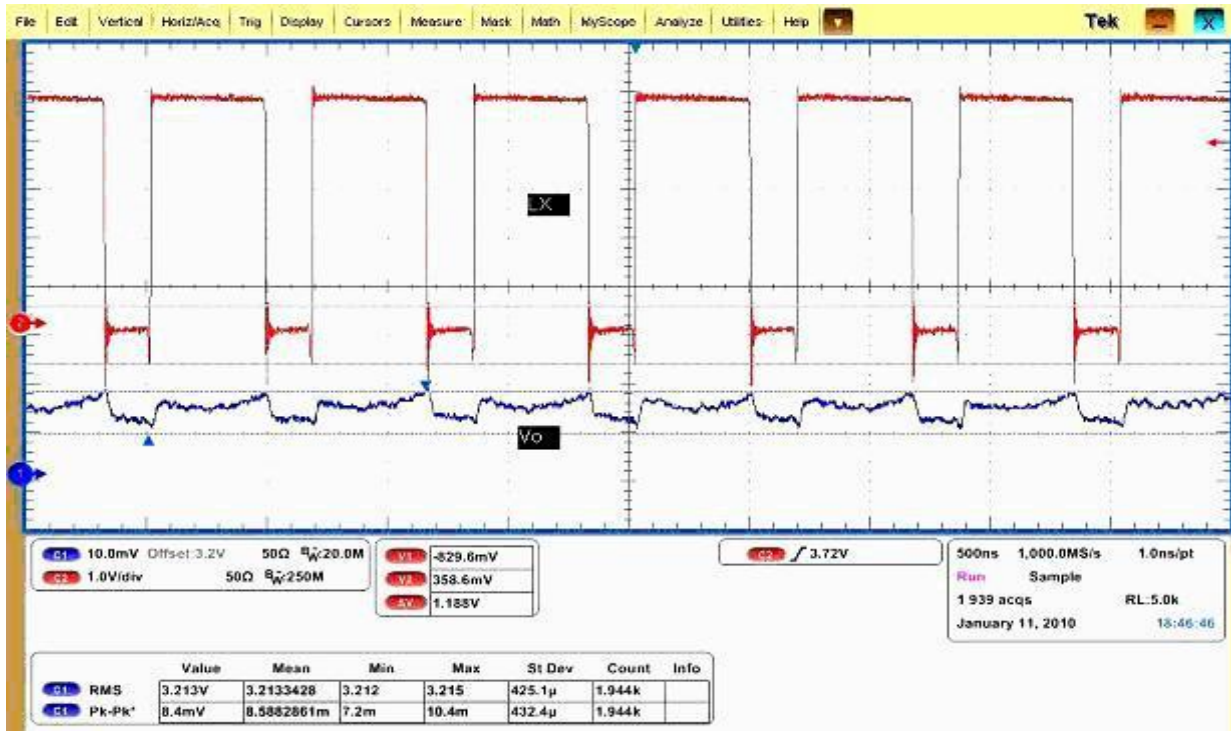 File Edit Vertical Horiz/Acq Trig Display Cursors Measure Mask Math MyScope Analyze Utilities Help Tek X
LX
2
Vo
1
C1 10.0mV Offset:3.2V 50Ω BW:20.0M
C2 1.0V/div 50Ω BW:250M
V1 -829.6mV
V2 358.6mV
ΔV 1.188V
C2 3.72V
500ns 1,000.0MS/s 1.0ns/pt
Run Sample
1 939 acqs RL:5.0k
January 11, 2010 18:46:46
Value Mean Min Max St Dev Count Info
C1 RMS 3.213V 3.2133428 3.212 3.215 425.1µ 1.944k
C1 Pk-Pk* 8.4mV 8.5882861m 7.2m 10.4m 432.4µ 1.944k